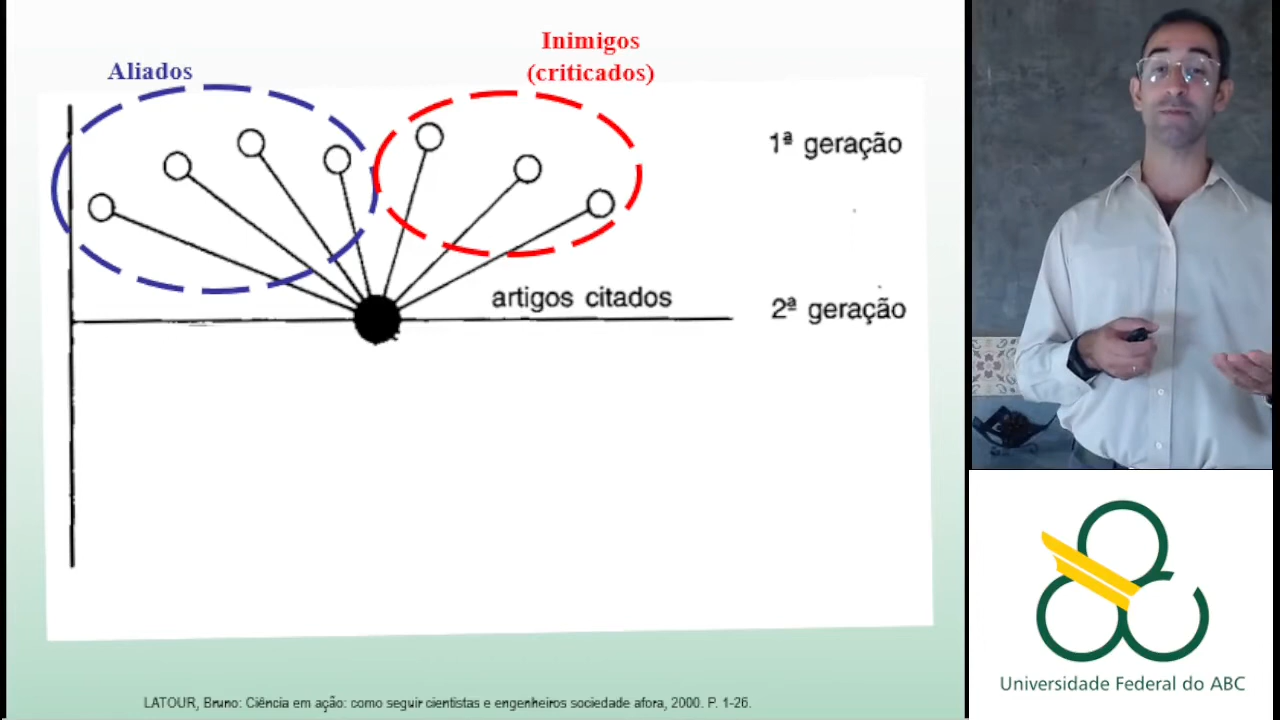 Aliados
Inimigos
(criticados)
1ª geração
artigos citados
2ª geração
LATOUR, Bruno: Ciência em ação: como seguir cientistas e engenheiros sociedade afora, 2000. P. 1-26.
Universidade Federal do ABC